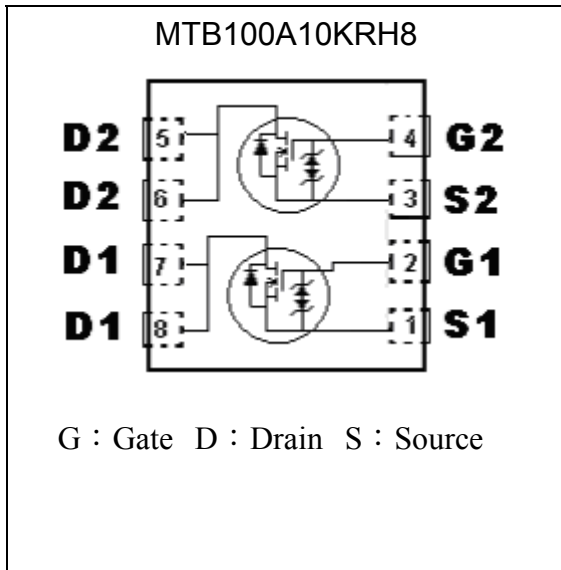 MTB100A10KRH8
D2 5 4 G2
D2 6 3 S2
D1 7 2 G1
D1 8 1 S1
G：Gate D：Drain S：Source